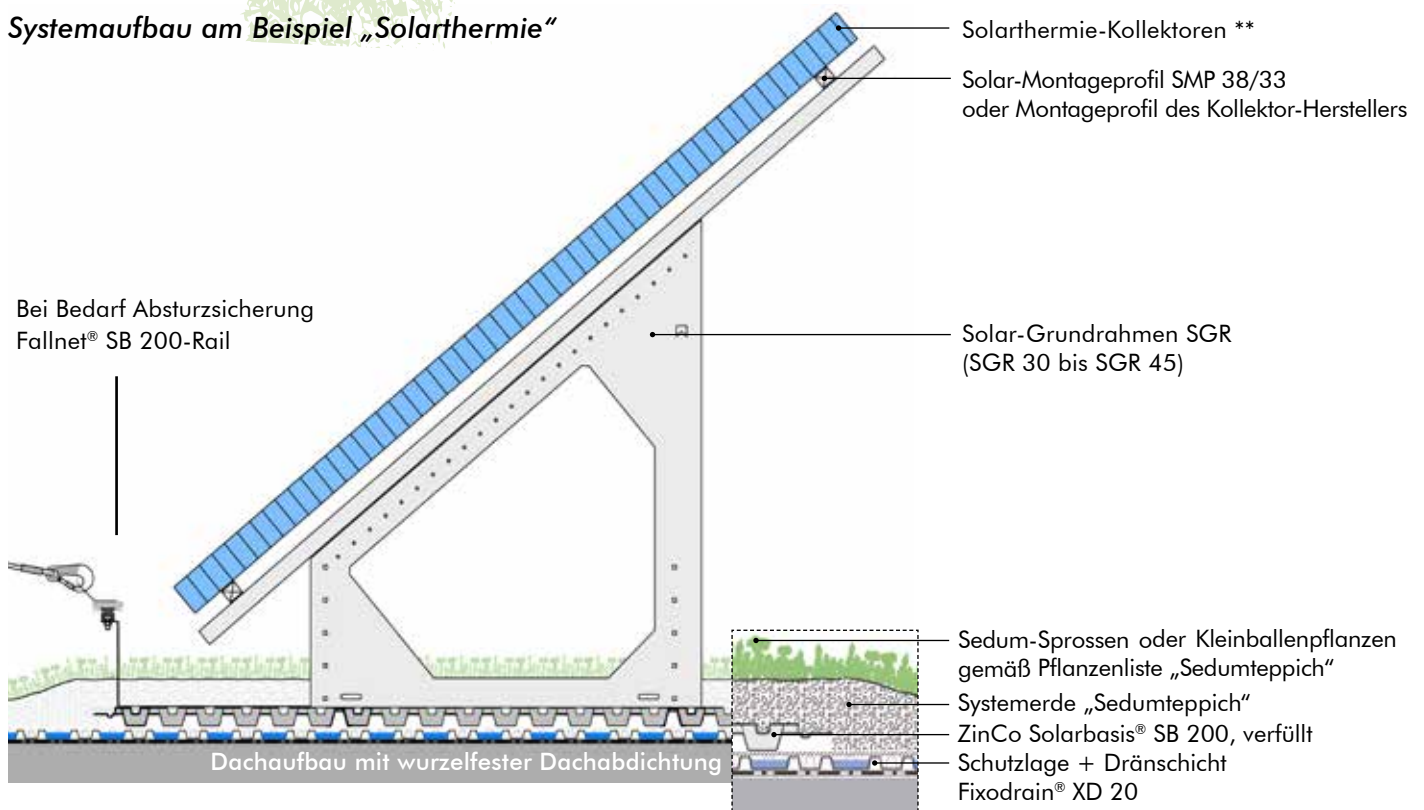 Systemaufbau am Beispiel „Solarthermie“
Solarthermie-Kollektoren **
Solar-Montageprofil SMP 38/33
oder Montageprofil des Kollektor-Herstellers
Bei Bedarf Absturzsicherung
Fallnet® SB 200-Rail
Solar-Grundrahmen SGR
(SGR 30 bis SGR 45)
Sedum-Sprossen oder Kleinballenpflanzen
gemäß Pflanzenliste „Sedumteppich“
Systemerde „Sedumteppich“
ZinCo Solarbasis® SB 200, verfüllt
Schutzlage + Dränschicht
Fixodrain® XD 20
Dachaufbau mit wurzelfester Dachabdichtung